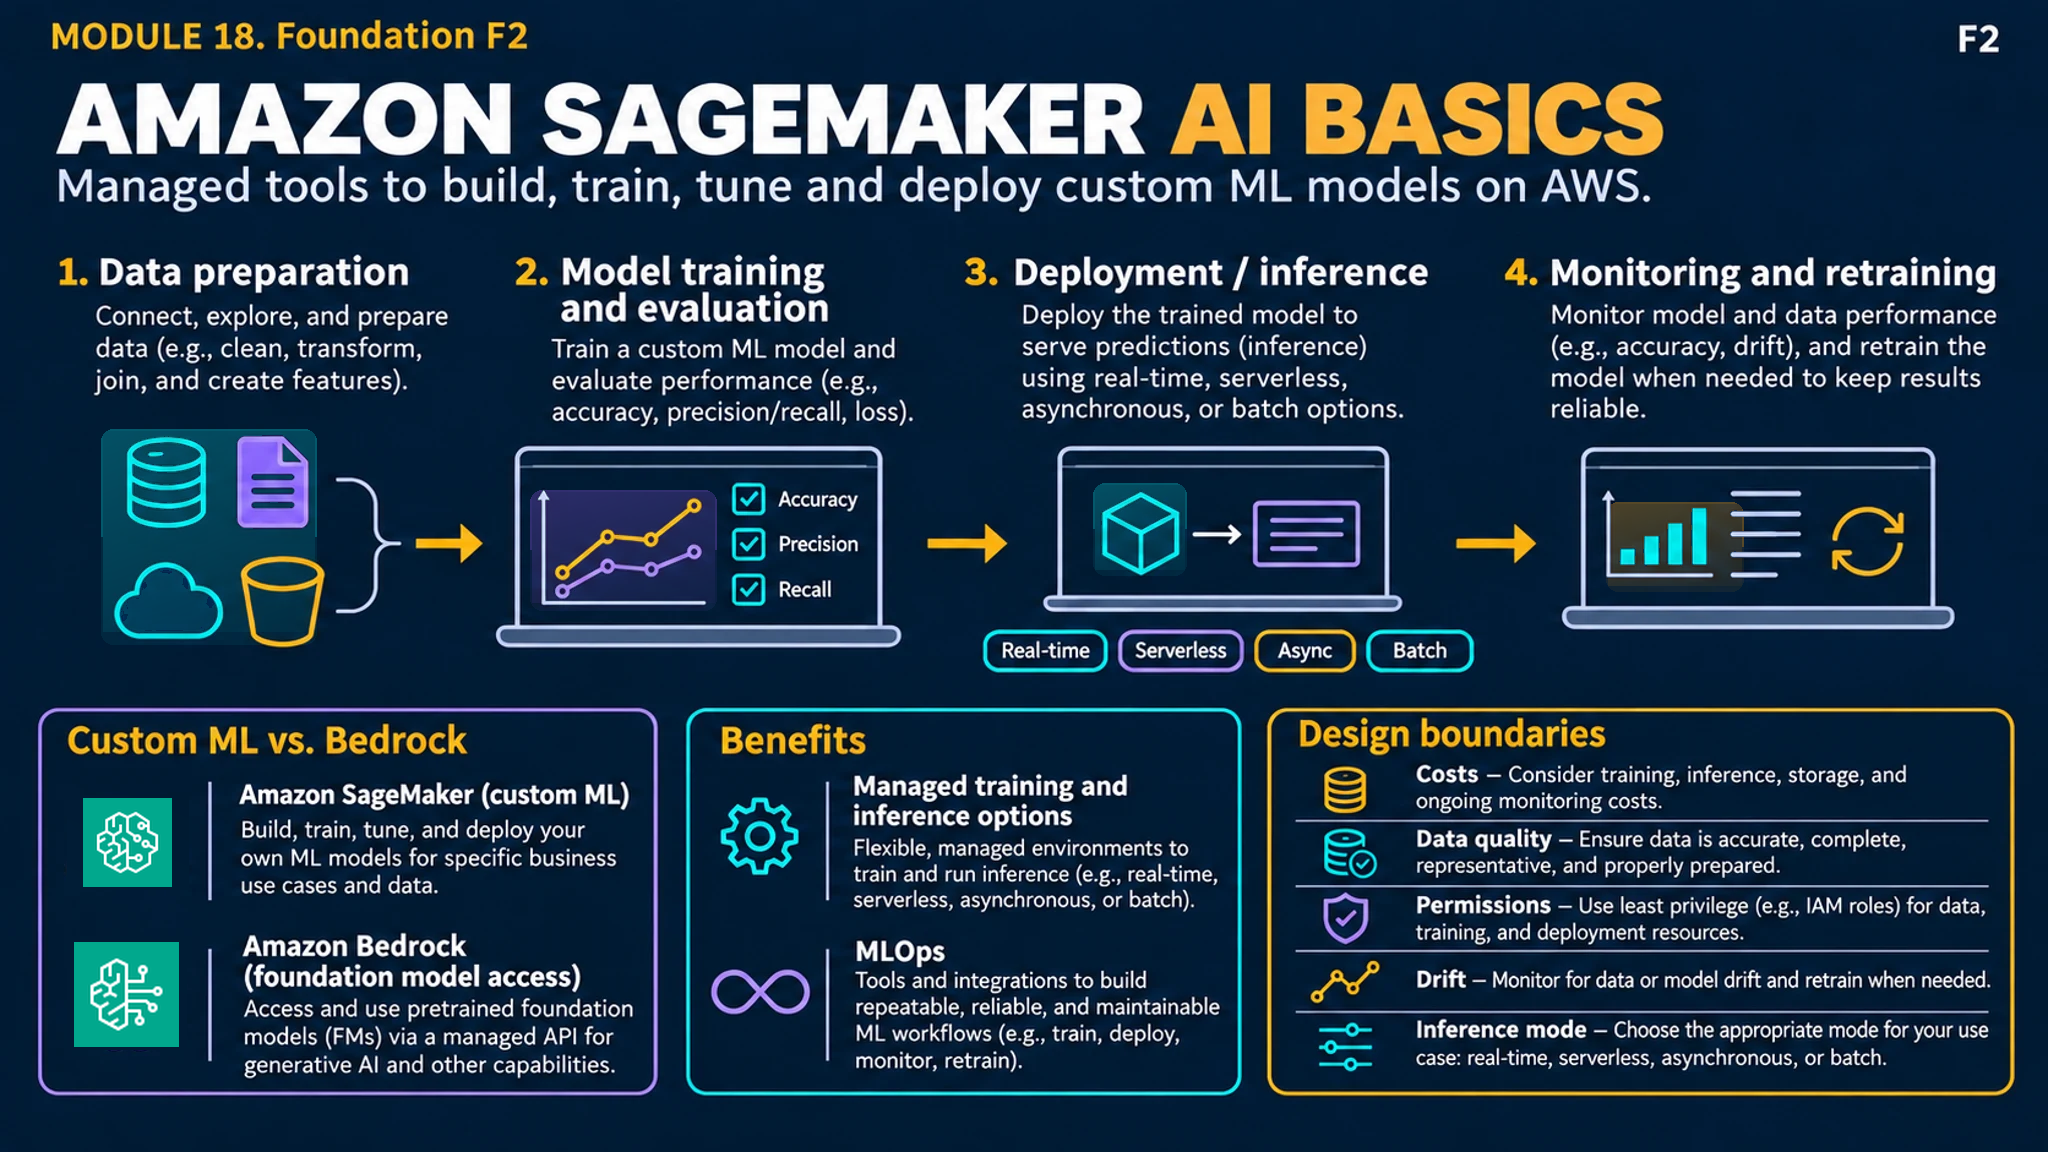 MODULE 18. Foundation F2
F2
AMAZON SAGEMAKER AI BASICS
Managed tools to build, train, tune and deploy custom ML models on AWS.
1. Data preparation
Connect, explore, and prepare
data (e.g., clean, transform,
join, and create features).
2. Model training
and evaluation
Train a custom ML model and
evaluate performance (e.g.,
accuracy, precision/recall, loss).
Accuracy
Precision
Recall
3. Deployment / inference
Deploy the trained model to
serve predictions (inference)
using real-time, serverless,
asynchronous, or batch options.
Real-time
Serverless
Async
Batch
4. Monitoring and retraining
Monitor model and data performance
(e.g., accuracy, drift), and retrain the
model when needed to keep results
reliable.
Custom ML vs. Bedrock
Amazon SageMaker (custom ML)
Build, train, tune, and deploy your
own ML models for specific business
use cases and data.
Amazon Bedrock
(foundation model access)
Access and use pretrained foundation
models (FMs) via a managed API for
generative AI and other capabilities.
Benefits
Managed training and
inference options
Flexible, managed environments to
train and run inference (e.g., real-time,
serverless, asynchronous, or batch).
MLOps
Tools and integrations to build
repeatable, reliable, and maintainable
ML workflows (e.g., train, deploy,
monitor, retrain).
Design boundaries
Costs – Consider training, inference, storage, and
ongoing monitoring costs.
Data quality – Ensure data is accurate, complete,
representative, and properly prepared.
Permissions – Use least privilege (e.g., IAM roles) for data,
training, and deployment resources.
Drift – Monitor for data or model drift and retrain when needed.
Inference mode – Choose the appropriate mode for your use
case: real-time, serverless, asynchronous, or batch.